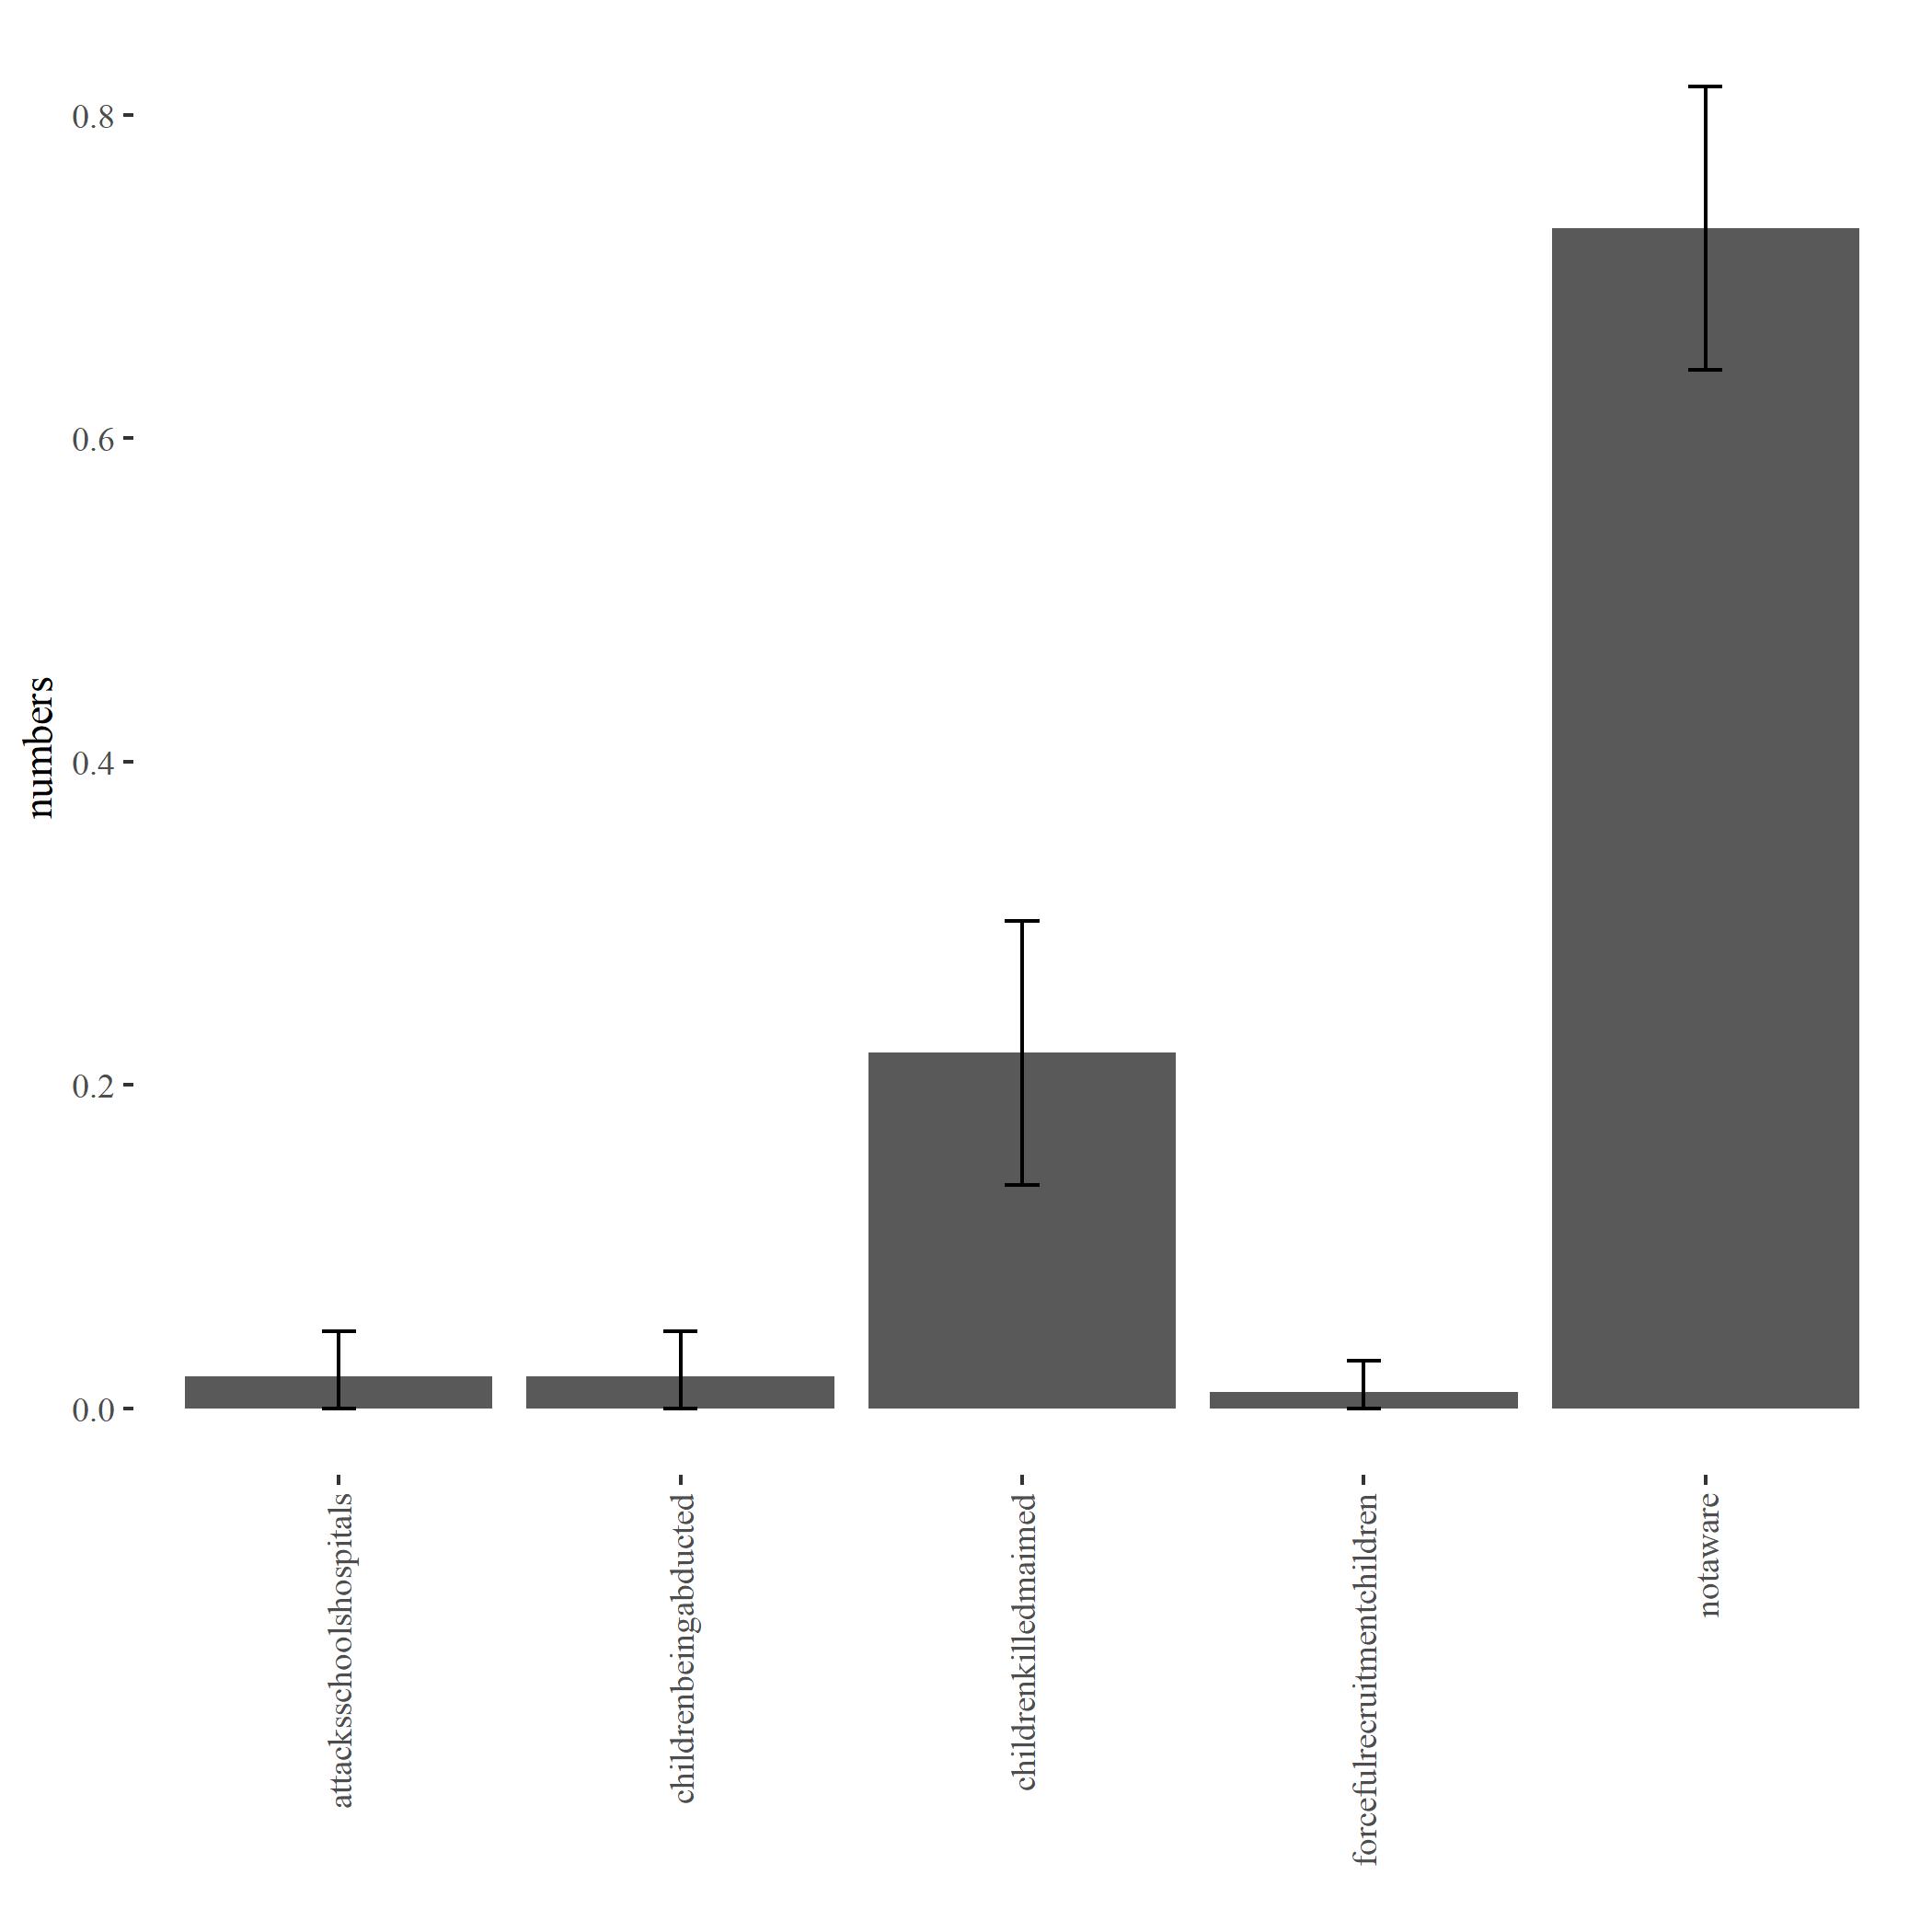 numbers
0.8
0.6
0.4
0.2
0.0
attacksschoolshospitals
childrenbeingabducted
childrenkilledmaimed
forcefulrecruitmentchildren
notaware